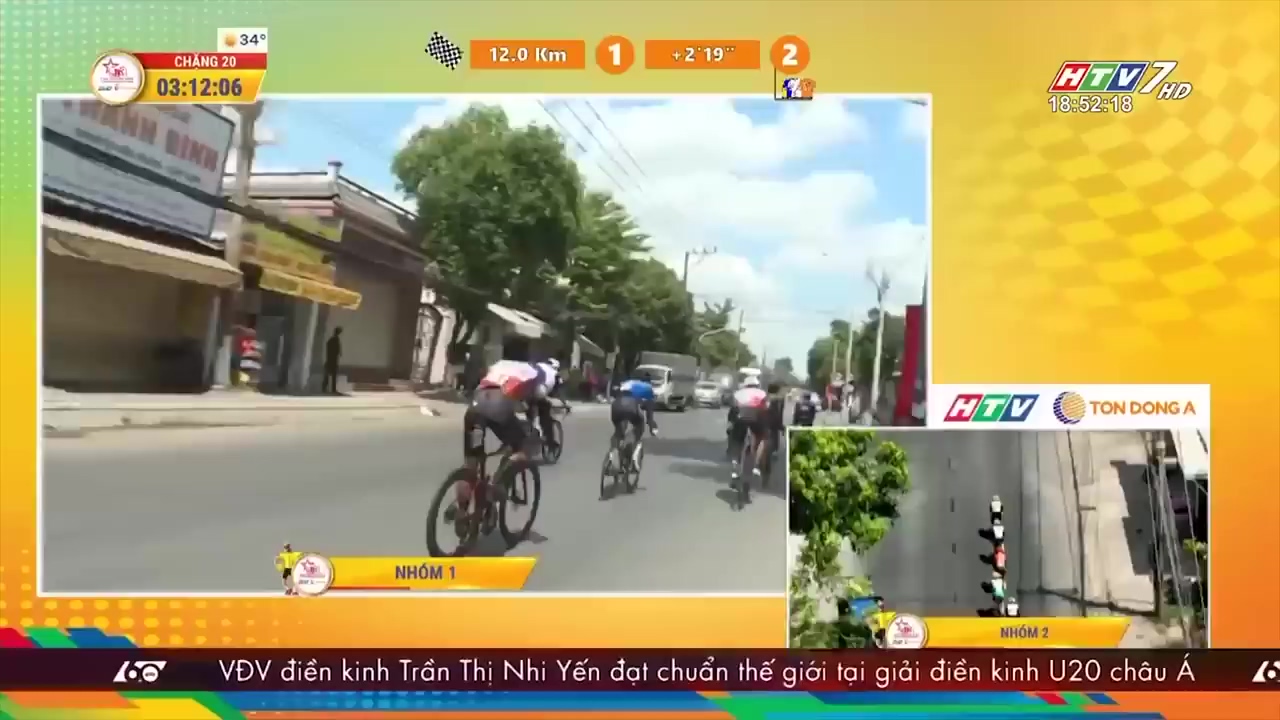 34°
CHẶNG 20
03:12:06
12.0 Km
1
+2'19"
2
HTV7 HD
18:52:18
THANH BINH
HTV
TON DONG A
NHÓM 1
NHÓM 2
VĐV điền kinh Trần Thị Nhi Yến đạt chuẩn thế giới tại giải điền kinh U20 châu Á